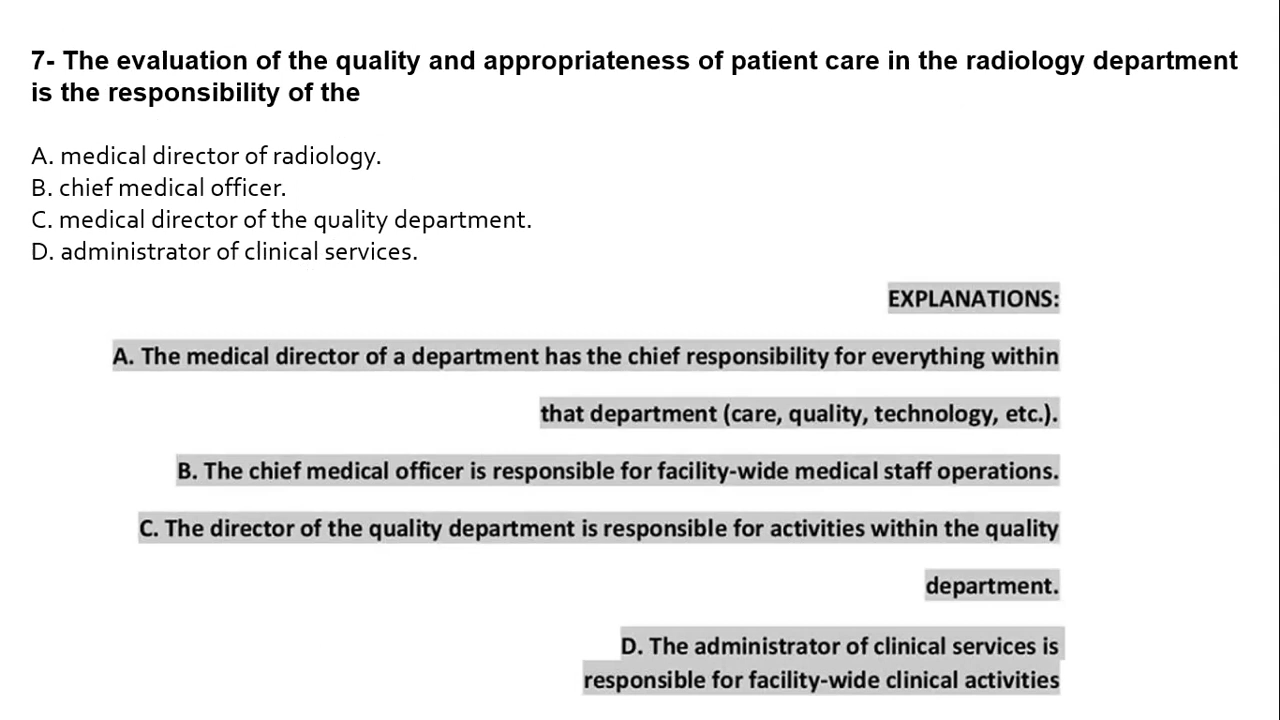 7- The evaluation of the quality and appropriateness of patient care in the radiology department
is the responsibility of the
A. medical director of radiology.
B. chief medical officer.
C. medical director of the quality department.
D. administrator of clinical services.
EXPLANATIONS:
A. The medical director of a department has the chief responsibility for everything within
that department (care, quality, technology, etc.).
B. The chief medical officer is responsible for facility-wide medical staff operations.
C. The director of the quality department is responsible for activities within the quality
department.
D. The administrator of clinical services is
responsible for facility-wide clinical activities